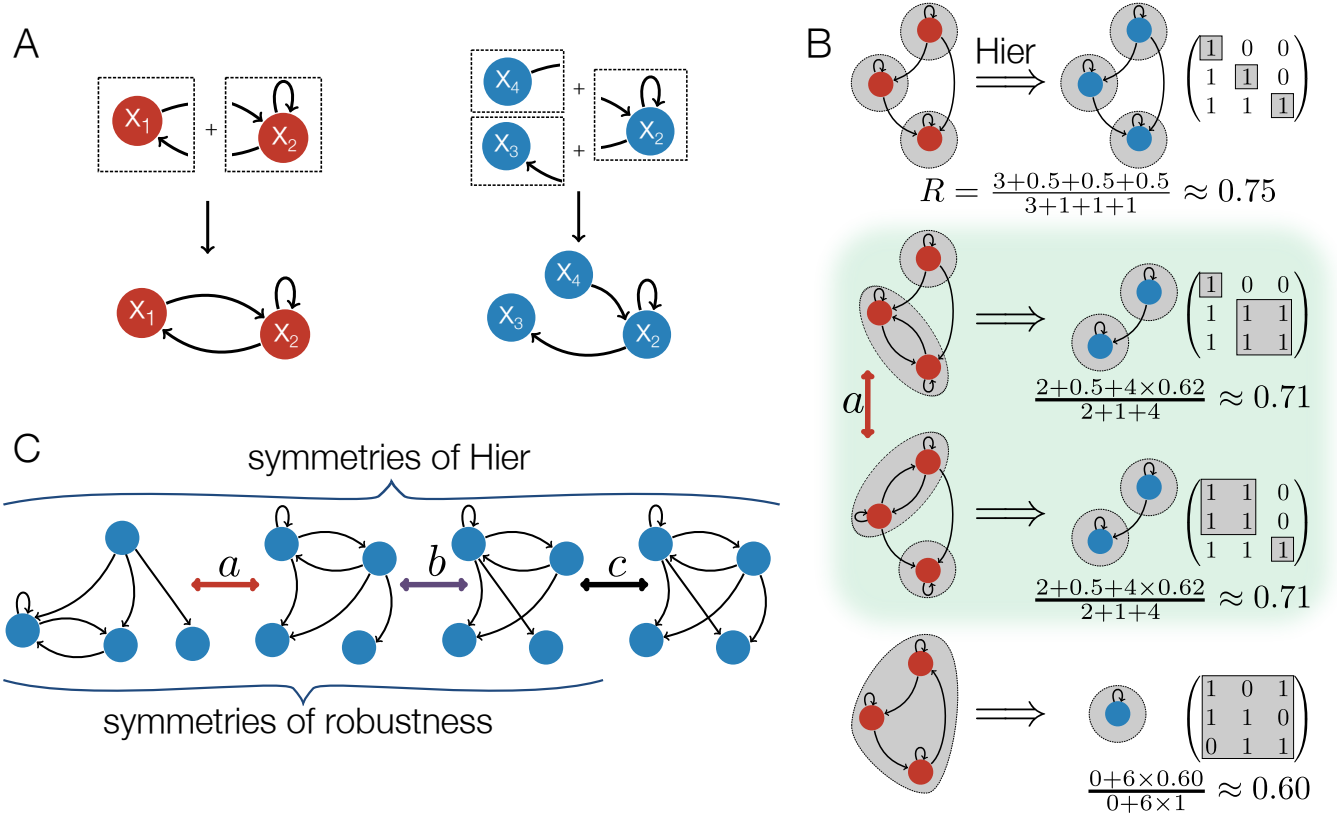 A
X₁
+
X₂
X₁
X₂
X₄
+
X₃
+
X₂
X₄
X₃
X₂
B
Hier
⟹
1 0 0
1 1 0
1 1 1
R = (3+0.5+0.5+0.5)/(3+1+1+1) ≈ 0.75
⟹
1 0 0
1 1 1
1 1 1
(2+0.5+4×0.62)/(2+1+4) ≈ 0.71
a
⟹
1 1 0
1 1 0
1 1 1
(2+0.5+4×0.62)/(2+1+4) ≈ 0.71
⟹
1 0 1
1 1 0
0 1 1
(0+6×0.60)/(0+6×1) ≈ 0.60
C
symmetries of Hier
a
b
c
symmetries of robustness